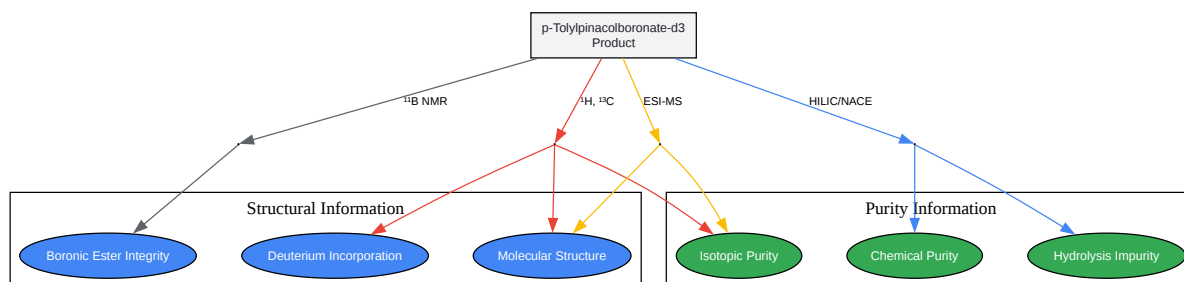 p-Tolylpinacolboronate-d3
Product
¹¹B NMR
¹H, ¹³C
ESI-MS
HILIC/NACE
Structural Information
Purity Information
Boronic Ester Integrity
Deuterium Incorporation
Molecular Structure
Isotopic Purity
Chemical Purity
Hydrolysis Impurity